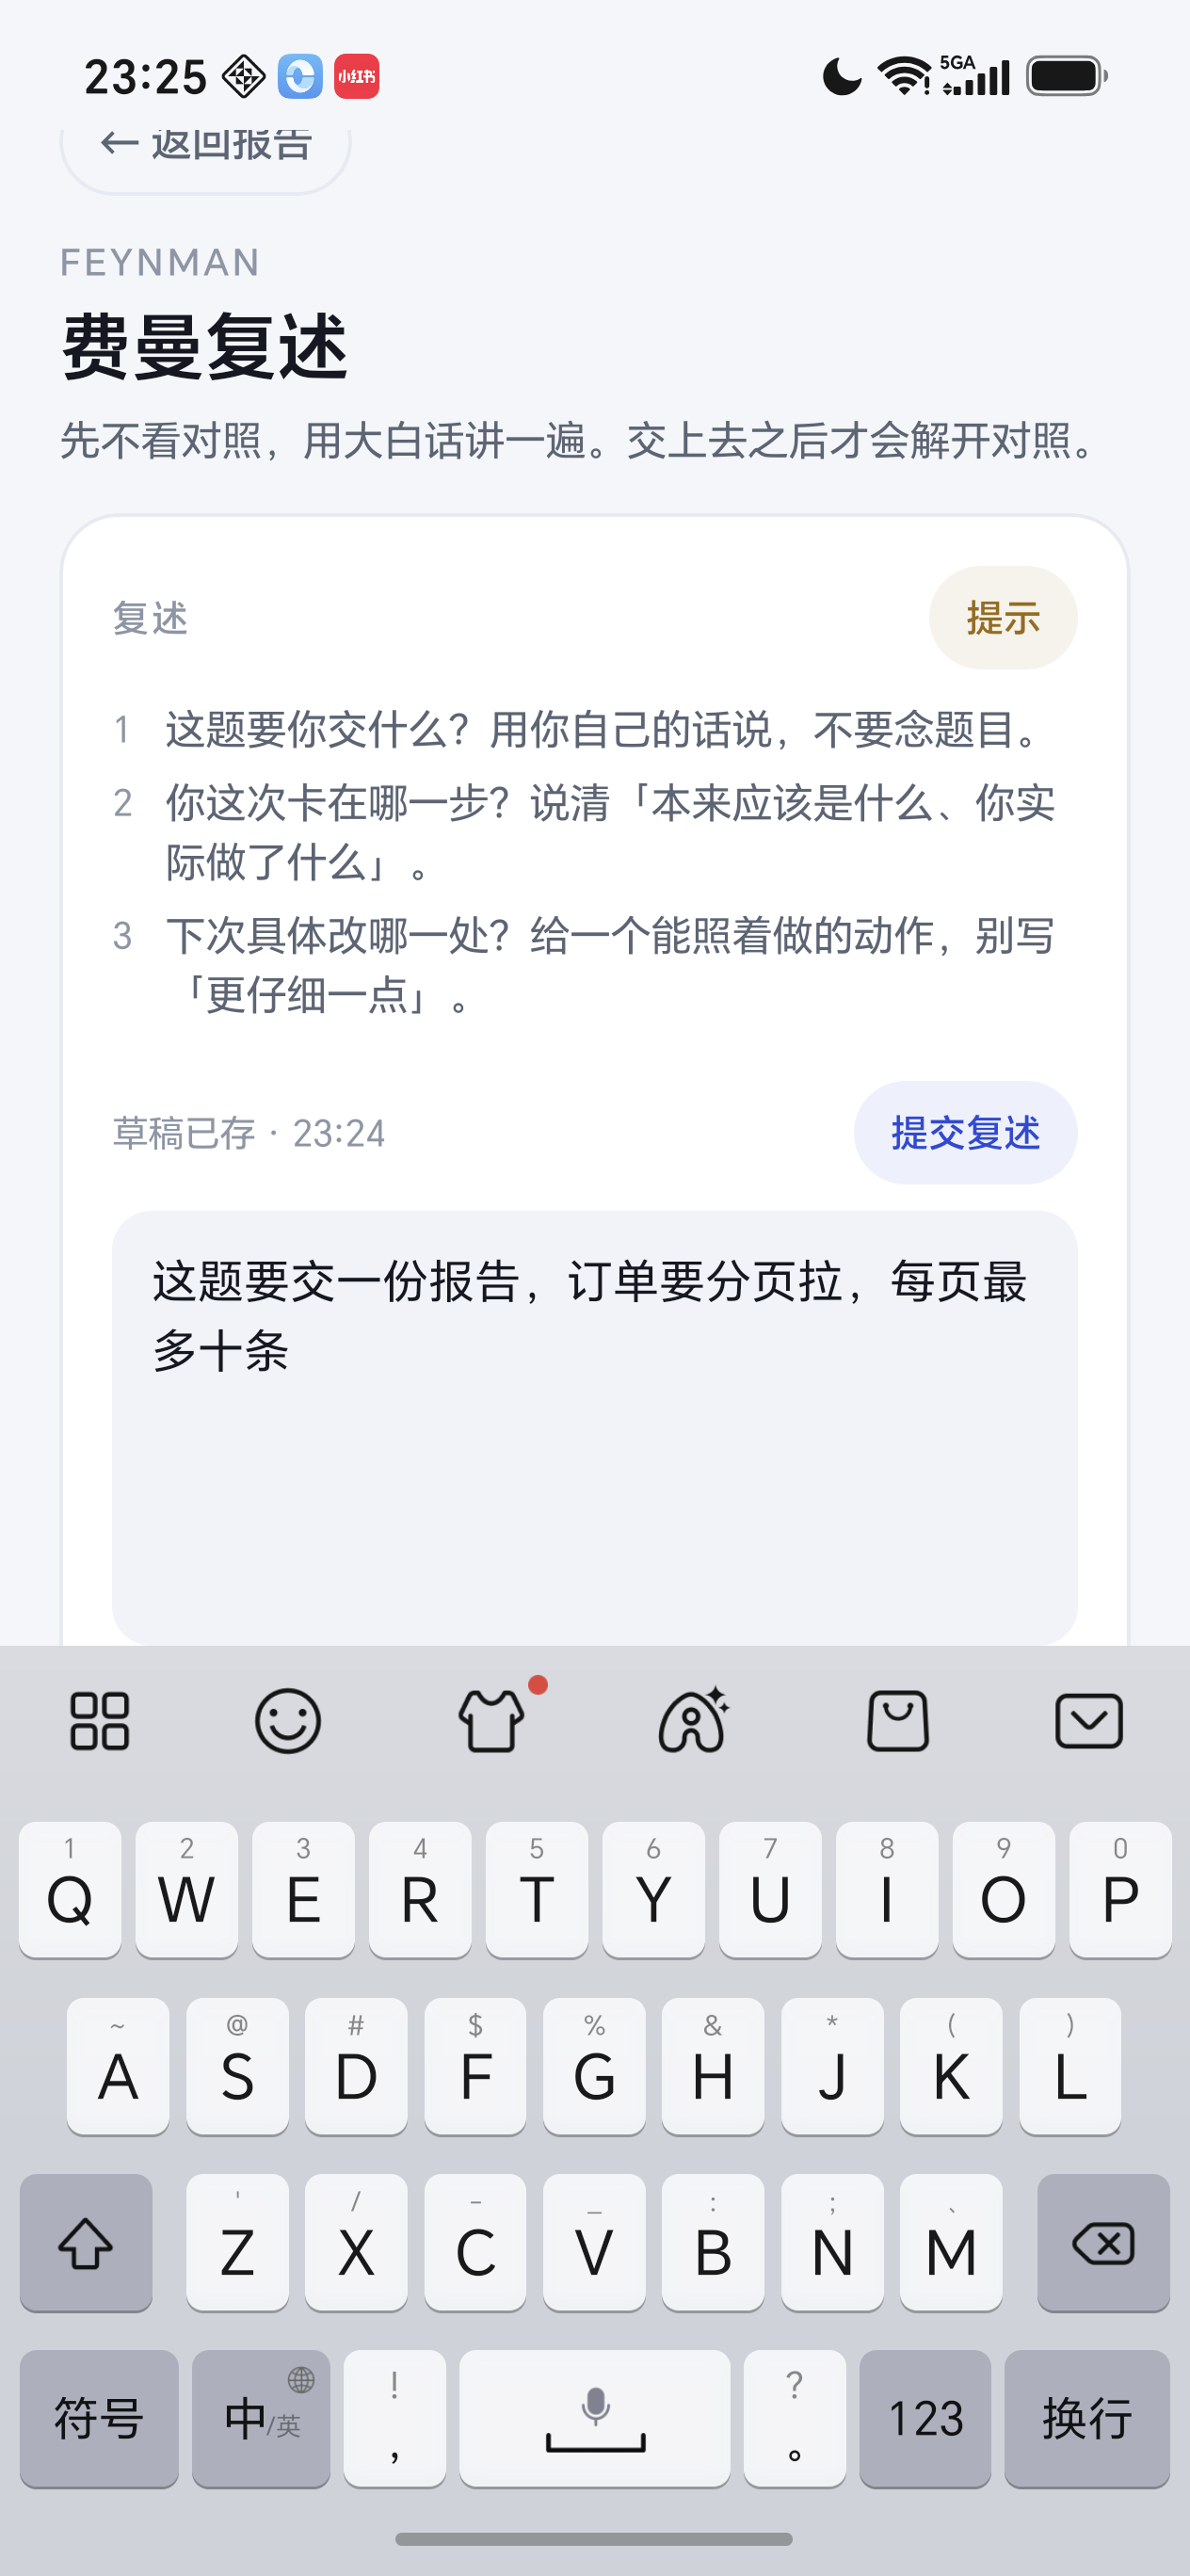 23:25 小红书 5GA
← 返回报告
FEYNMAN
费曼复述
先不看对照，用大白话讲一遍。交上去之后才会解开对照。
复述 提示
1 这题要你交什么？用你自己的话说，不要念题目。
2 你这次卡在哪一步？说清「本来应该是什么、你实
际做了什么」。
3 下次具体改哪一处？给一个能照着做的动作，别写
「更仔细一点」。
草稿已存 · 23:24 提交复述
这题要交一份报告，订单要分页拉，每页最
多十条
1 2 3 4 5 6 7 8 9 0
Q W E R T Y U I O P
~ @ # $ % & * ( )
A S D F G H J K L
' / - _ : ; 、
Z X C V B N M
符号 中/英 ! ， ? 。 123 换行